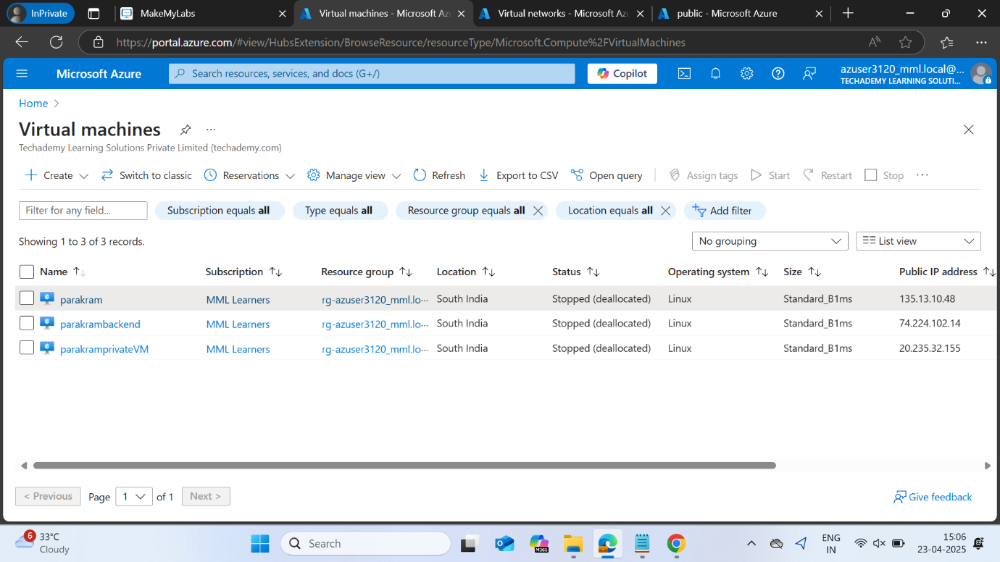 InPrivate
MakeMyLabs
Virtual machines - Microsoft Az
Virtual networks - Microsoft Az
public - Microsoft Azure
https://portal.azure.com/#view/HubsExtension/BrowseResource/resourceType/Microsoft.Compute%2FVirtualMachines
Microsoft Azure
Search resources, services, and docs (G+/)
Copilot
azuser3120_mml.local@...
TECHADEMY LEARNING SOLUTI...
Home
Virtual machines
Techademy Learning Solutions Private Limited (techademy.com)
Create
Switch to classic
Reservations
Manage view
Refresh
Export to CSV
Open query
Assign tags
Start
Restart
Stop
Filter for any field...
Subscription equals all
Type equals all
Resource group equals all
Location equals all
Add filter
Showing 1 to 3 of 3 records.
No grouping
List view
Name Subscription Resource group Location Status Operating system Size Public IP address
parakram MML Learners rg-azuser3120_mml.lo... South India Stopped (deallocated) Linux Standard_B1ms 135.13.10.48
parakrambackend MML Learners rg-azuser3120_mml.lo... South India Stopped (deallocated) Linux Standard_B1ms 74.224.102.14
parakramprivateVM MML Learners rg-azuser3120_mml.lo... South India Stopped (deallocated) Linux Standard_B1ms 20.235.32.155
< Previous Page 1 of 1 Next >
Give feedback
6
33°C
Cloudy
Search
M365
ENG
IN
15:06
23-04-2025